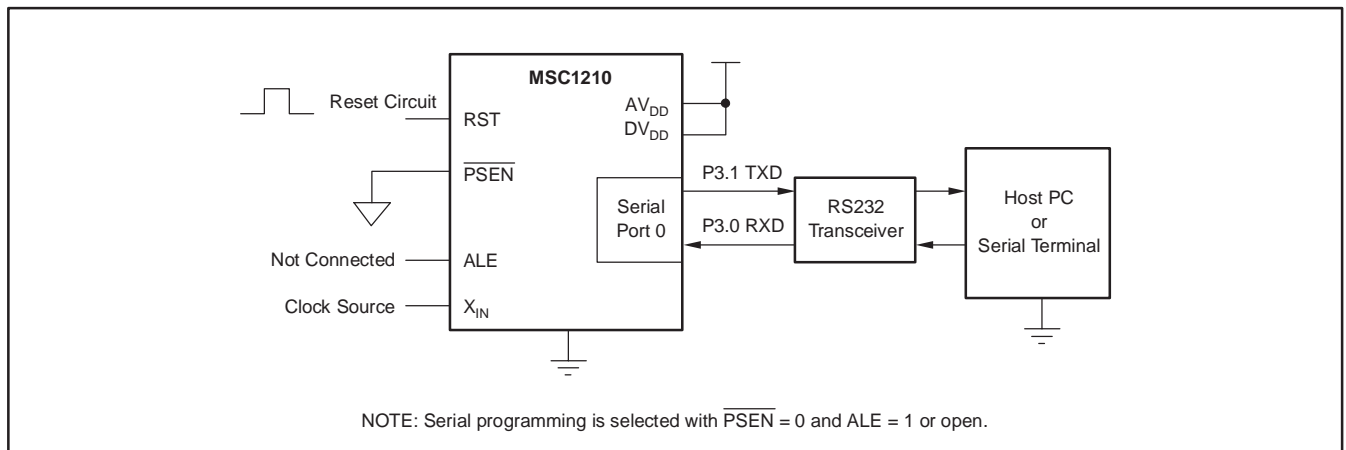 MSC1210
Reset Circuit
RST
PSEN
Not Connected
ALE
Clock Source
XIN
AVDD
DVDD
Serial
Port 0
P3.1 TXD
P3.0 RXD
RS232
Transceiver
Host PC
or
Serial Terminal
NOTE: Serial programming is selected with PSEN = 0 and ALE = 1 or open.